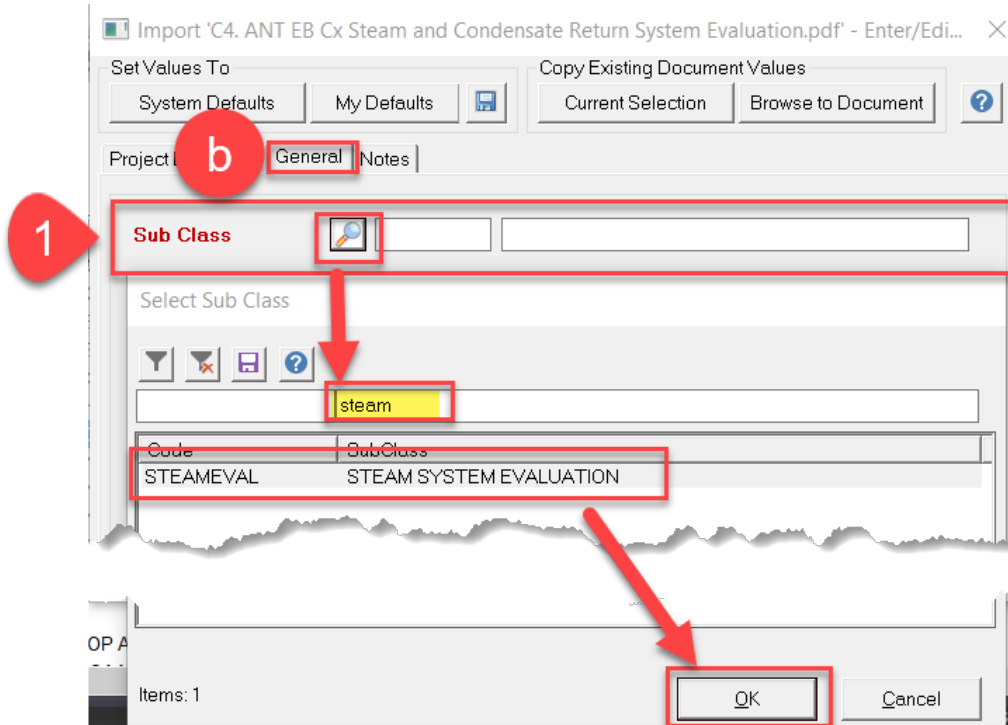 Import 'C4. ANT EB Cx Steam and Condensate Return System Evaluation.pdf' - Enter/Edi...
Set Values To
Copy Existing Document Values
System Defaults
My Defaults
Current Selection
Browse to Document
Project
b
General
Notes
1
Sub Class
Select Sub Class
steam
Code
SubClass
STEAMEVAL
STEAM SYSTEM EVALUATION
OP A
Items: 1
OK
Cancel